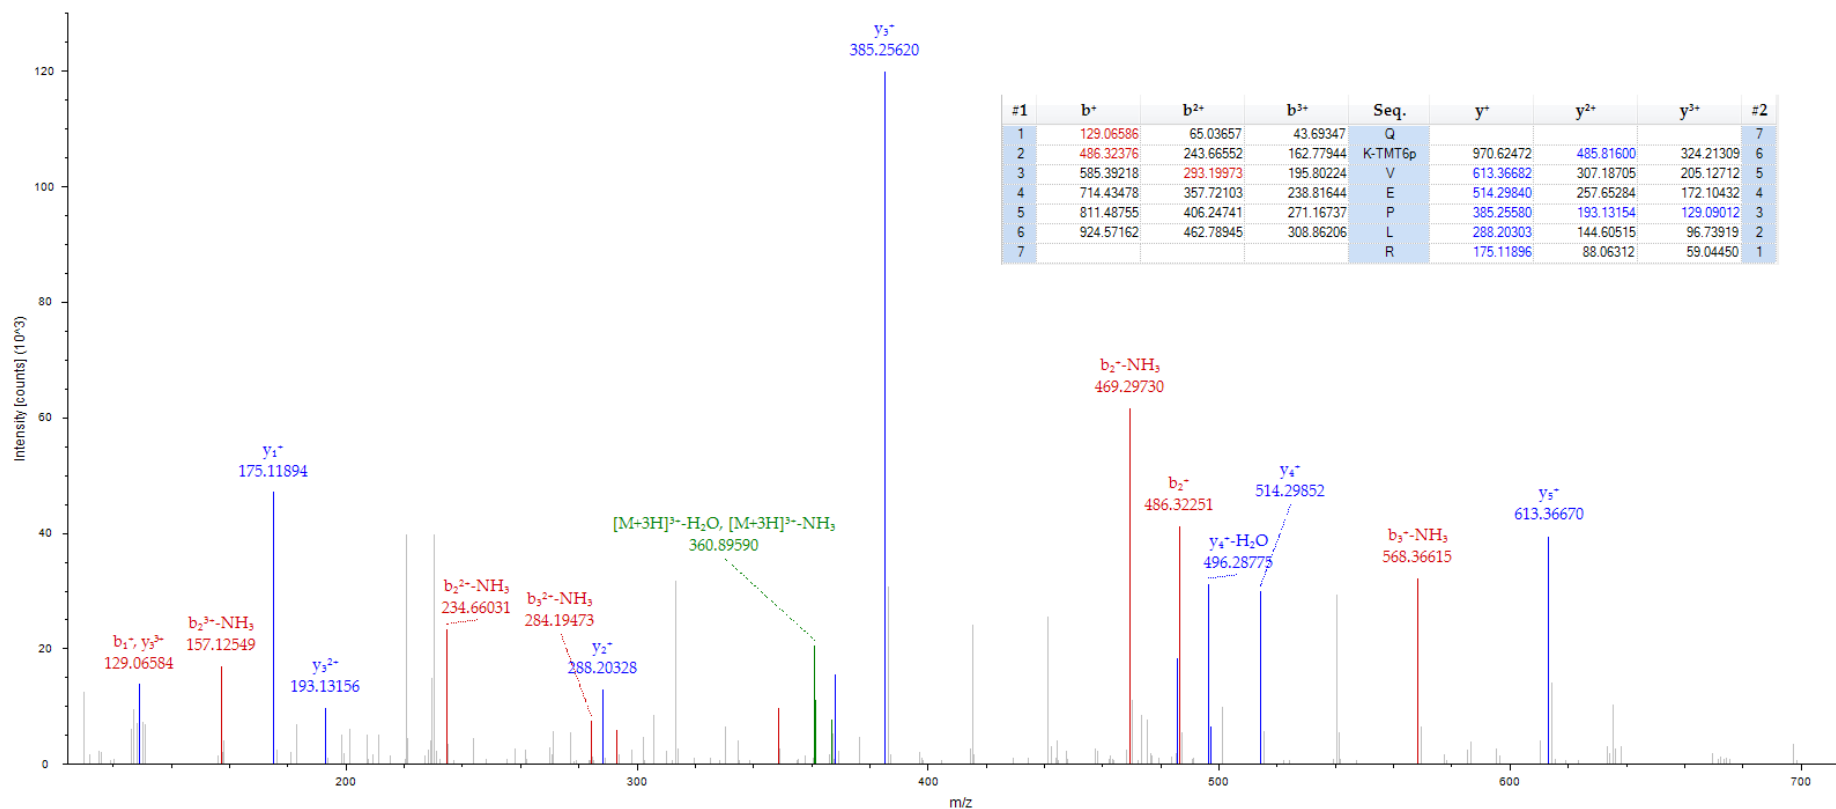 y₃⁺
385.25620
#1 b⁺ b²⁺ b³⁺ Seq. y⁺ y²⁺ y³⁺ #2
1 129.06586 65.03657 43.69347 Q 7
2 486.32376 243.66552 162.77944 K-TMT6p 970.62472 485.81600 324.21309 6
3 585.39218 293.19973 195.80224 V 613.36682 307.18705 205.12712 5
4 714.43478 357.72103 238.81644 E 514.29840 257.65284 172.10432 4
5 811.48755 406.24741 271.16737 P 385.25580 193.13154 129.09012 3
6 924.57162 462.78945 308.86206 L 288.20303 144.60515 96.73919 2
7 R 175.11896 88.06312 59.04450 1
b₂⁺-NH₃
469.29730
y₁⁺
175.11894
b₂⁺
486.32251
y₄⁺
514.29852
y₅⁺
613.36670
[M+3H]³⁺-H₂O, [M+3H]³⁺-NH₃
360.89590
y₄⁺-H₂O
496.28775
b₃⁺-NH₃
568.36615
b₂²⁺-NH₃
234.66031
b₃²⁺-NH₃
284.19473
b₁⁺, y₃³⁺
129.06584
b₂³⁺-NH₃
157.12549
y₃²⁺
193.13156
y₂⁺
288.20328
Intensity [counts] (10^3)
120
100
80
60
40
20
0
200 300 400 500 600 700
m/z